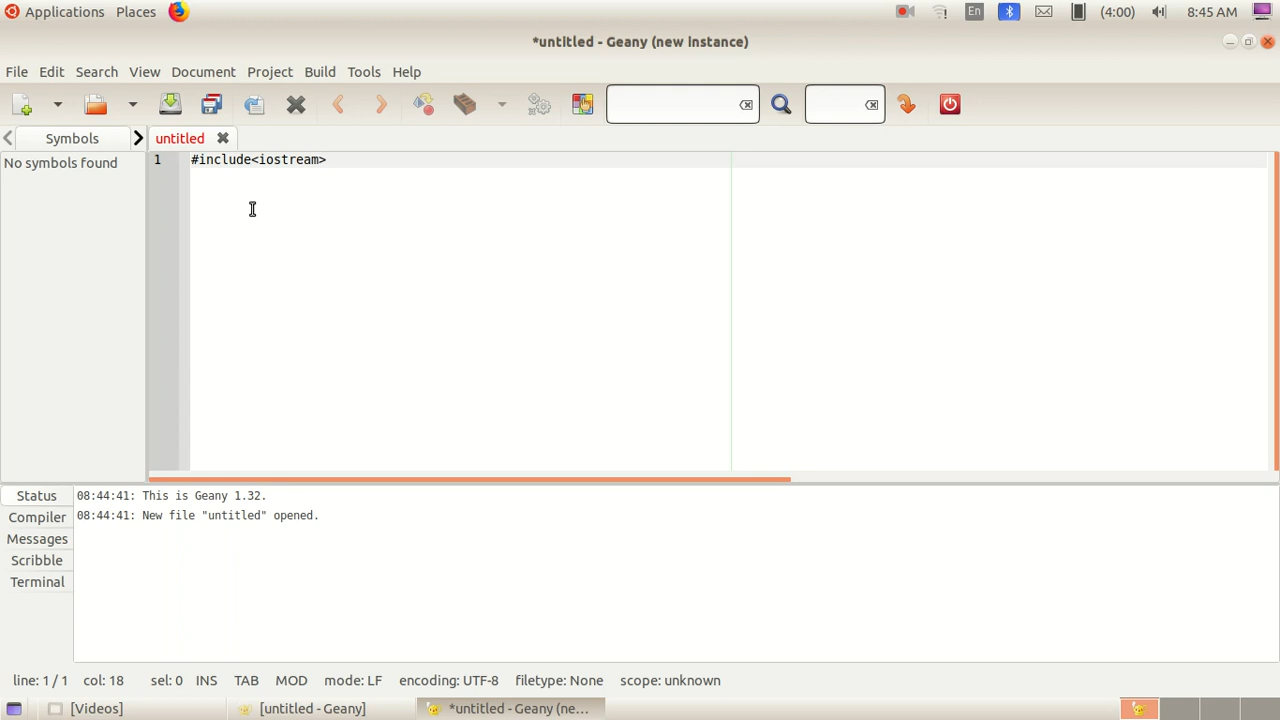 Applications Places En (4:00) 8:45 AM
*untitled - Geany (new instance)
File Edit Search View Document Project Build Tools Help
Symbols untitled
No symbols found
1 #include<iostream>
Status 08:44:41: This is Geany 1.32.
08:44:41: New file "untitled" opened.
Compiler
Messages
Scribble
Terminal
line: 1 / 1 col: 18 sel: 0 INS TAB MOD mode: LF encoding: UTF-8 filetype: None scope: unknown
[Videos] [untitled - Geany] *untitled - Geany (ne...